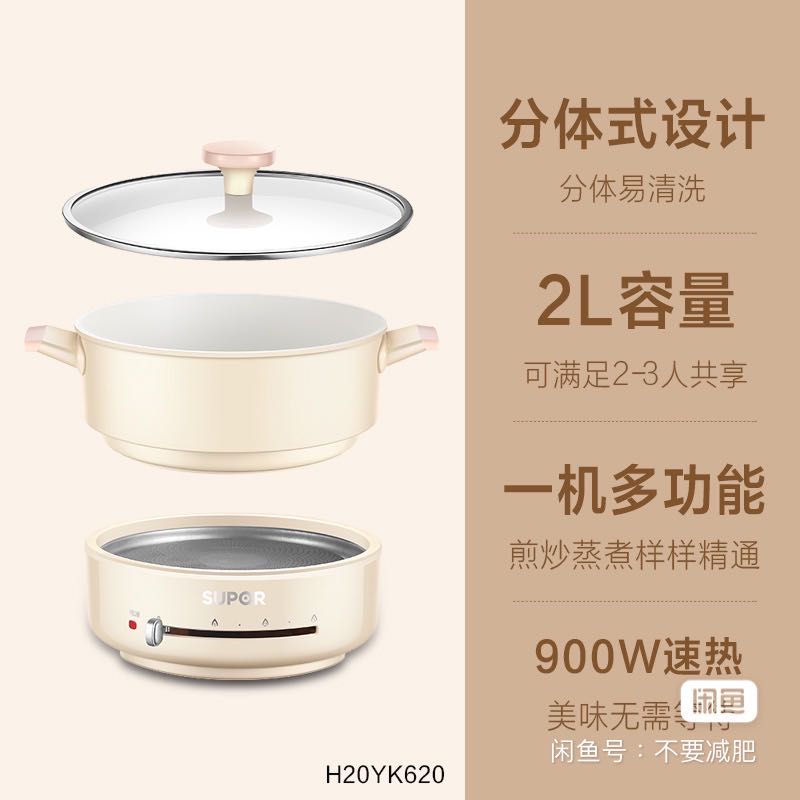 分体式设计
分体易清洗
2L容量
可满足2-3人共享
一机多功能
煎炒蒸煮样样精通
SUPOR
900W速热
闲鱼
美味无需等待
闲鱼号：不要减肥
H20YK620